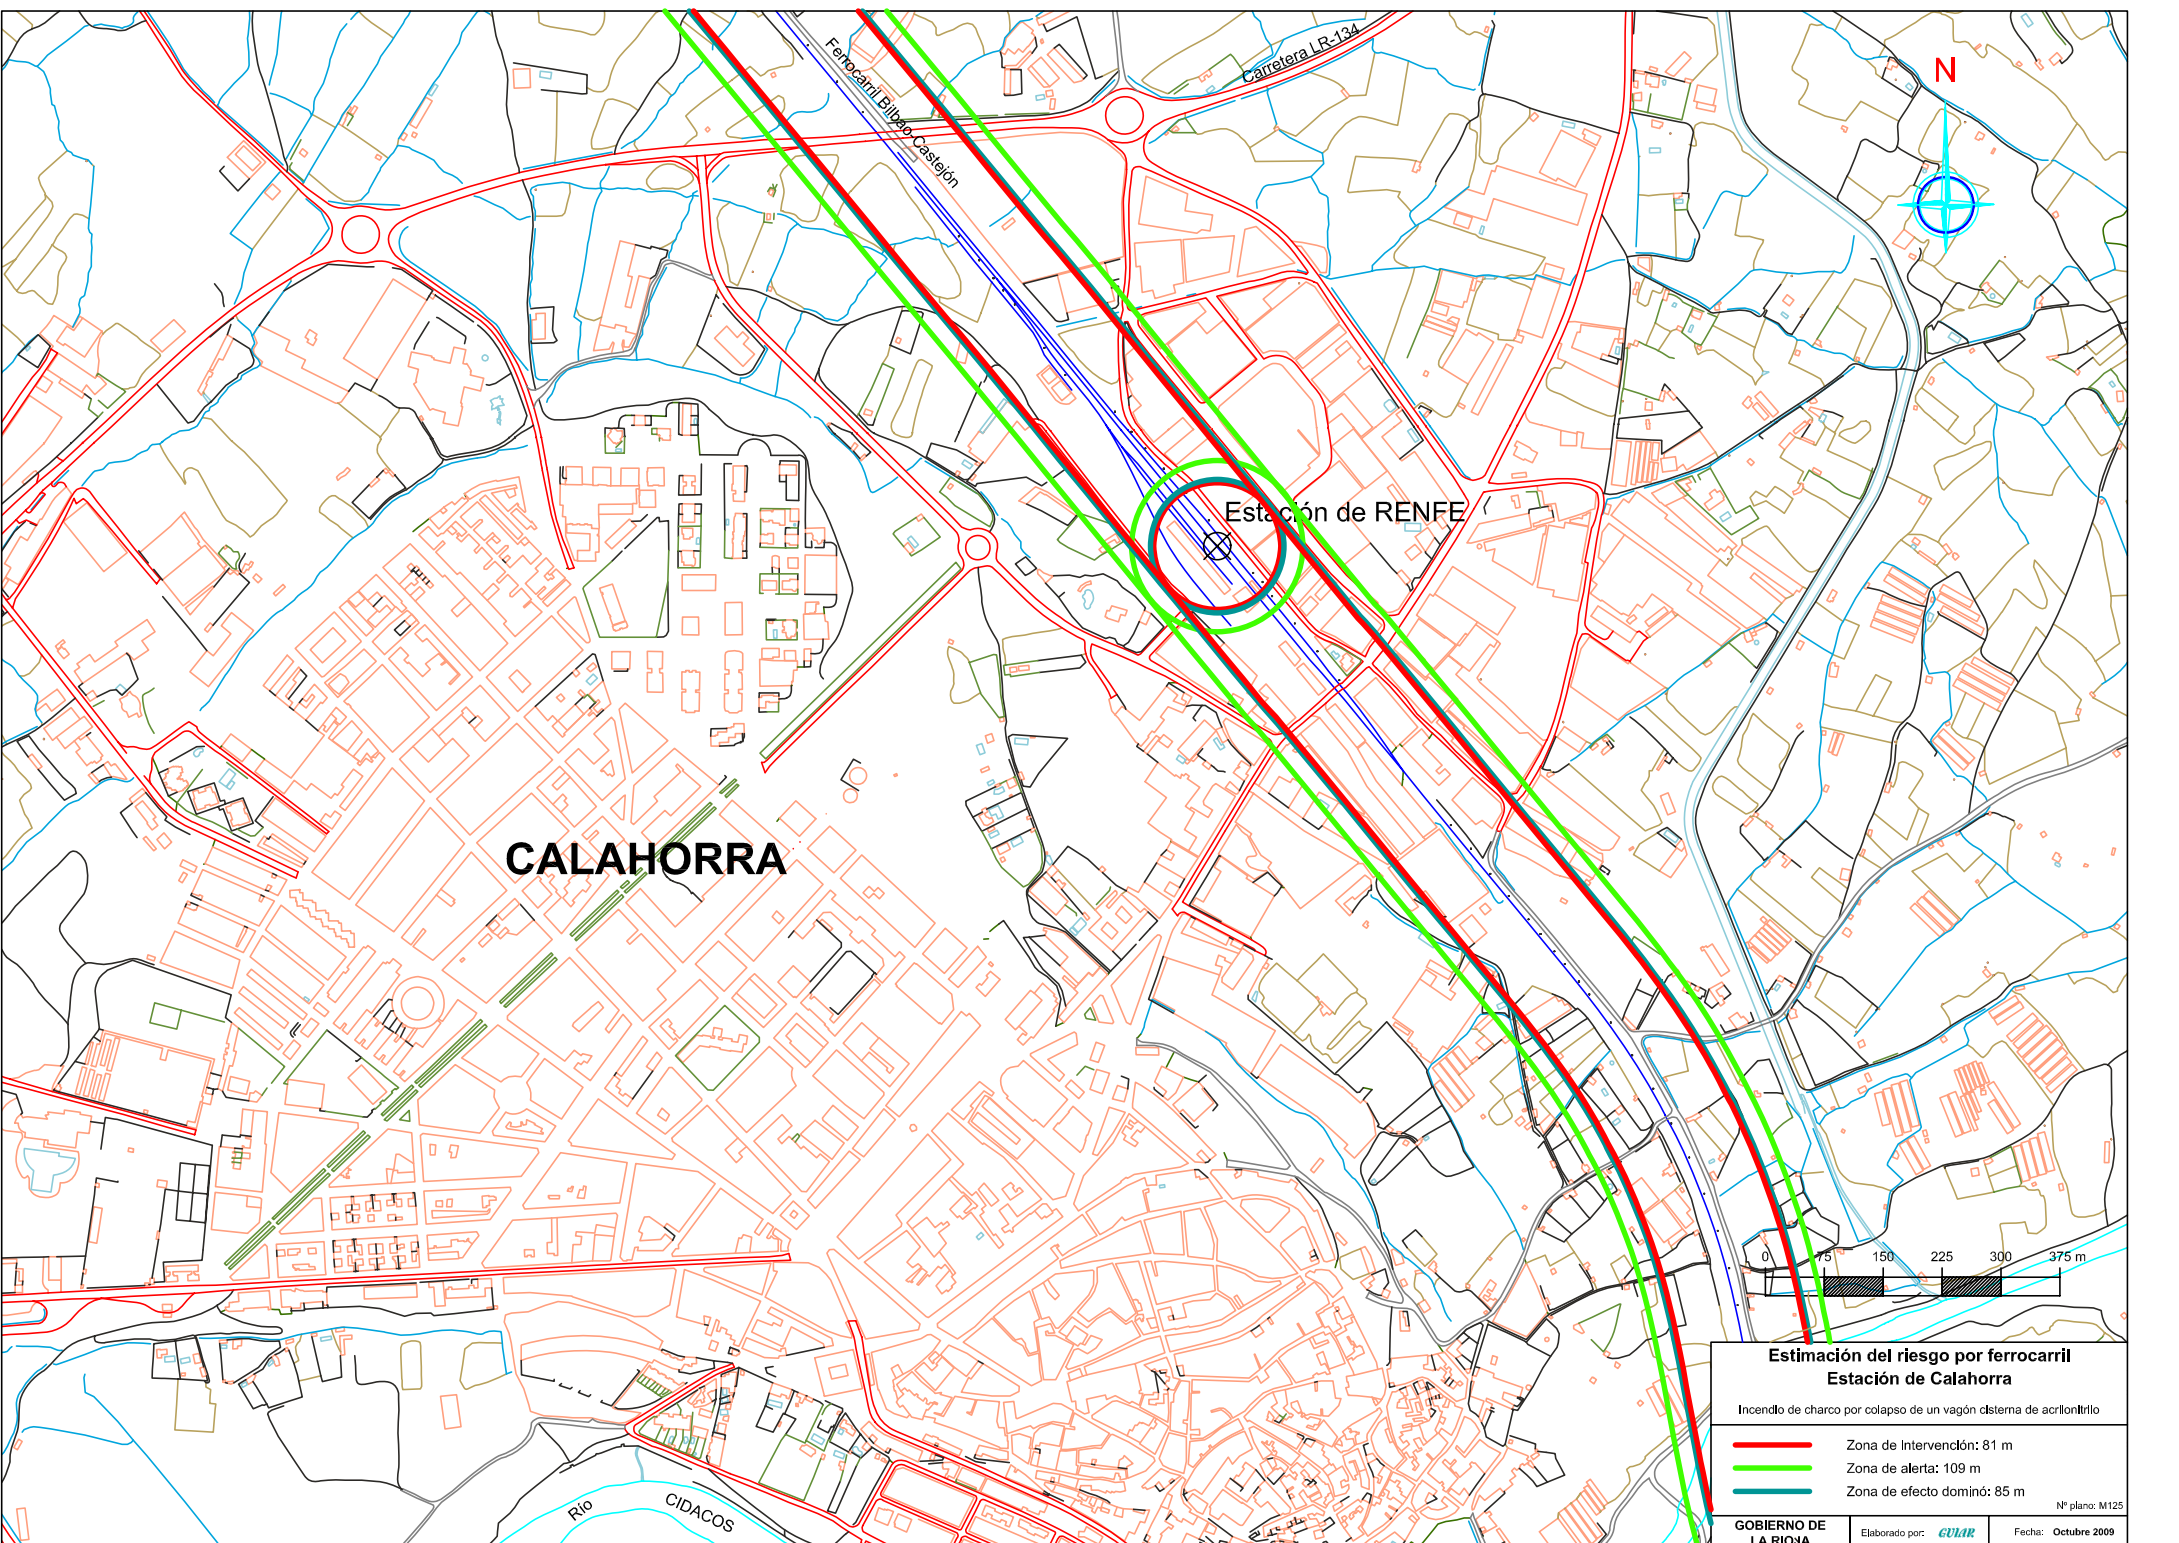 Ferrocarril Bilbao-Castejón
Carretera LR-134
N
Estación de RENFE
CALAHORRA
0 75 150 225 300 375 m
Río CIDACOS
Estimación del riesgo por ferrocarril
Estación de Calahorra
Incendio de charco por colapso de un vagón cisterna de acrilonitrilo
Zona de Intervención: 81 m
Zona de alerta: 109 m
Zona de efecto dominó: 85 m
Nº plano: M125
GOBIERNO DE
LA RIOJA
Elaborado por: GUIAR
Fecha: Octubre 2009